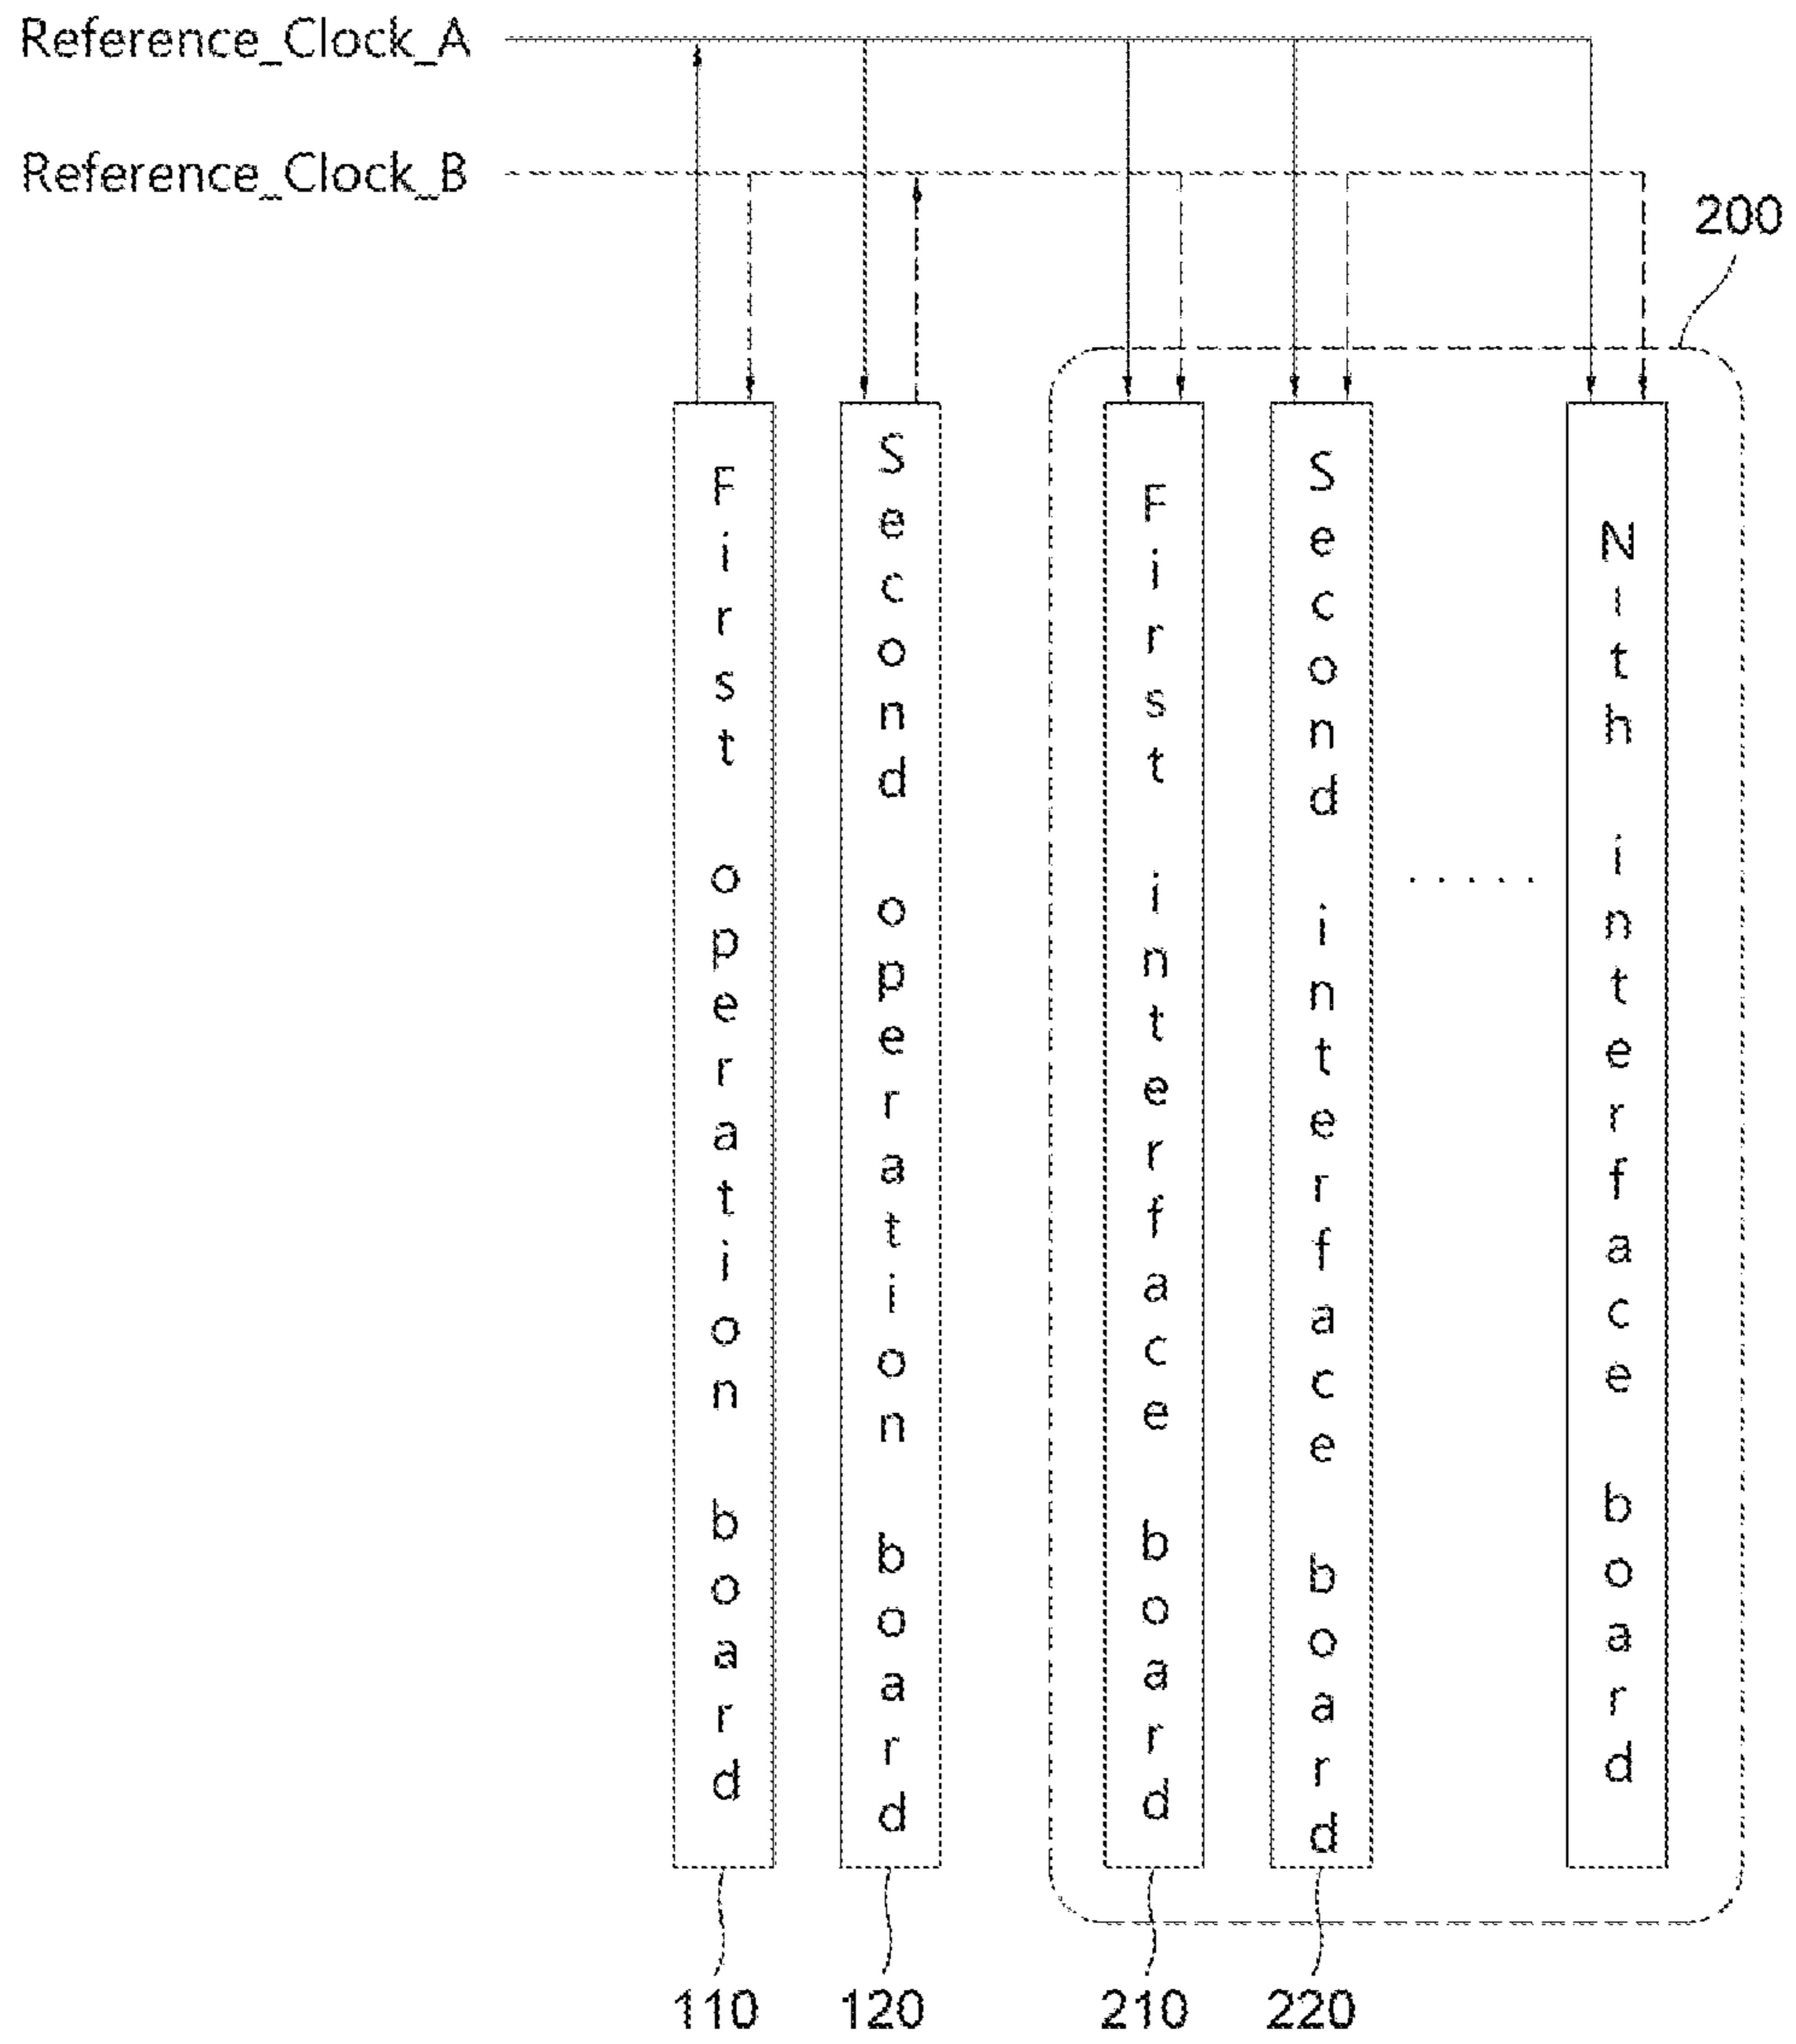 Reference_Clock_A
Reference_Clock_B
200
First operation board
Second operation board
First interface board
Second interface board
.....
N-th interface board
110
120
210
220